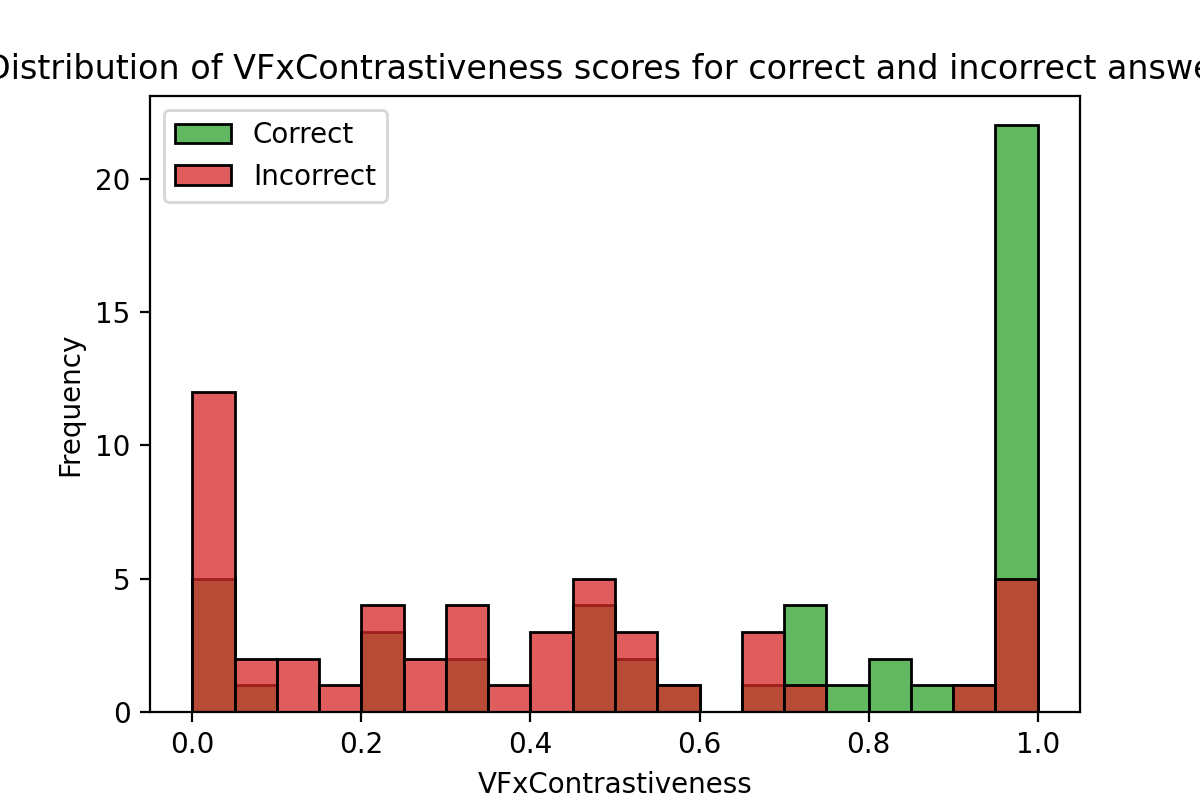 Distribution of VFxContrastiveness scores for correct and incorrect answe
Correct
Incorrect
20
15
10
5
0
Frequency
0.0 0.2 0.4 0.6 0.8 1.0
VFxContrastiveness